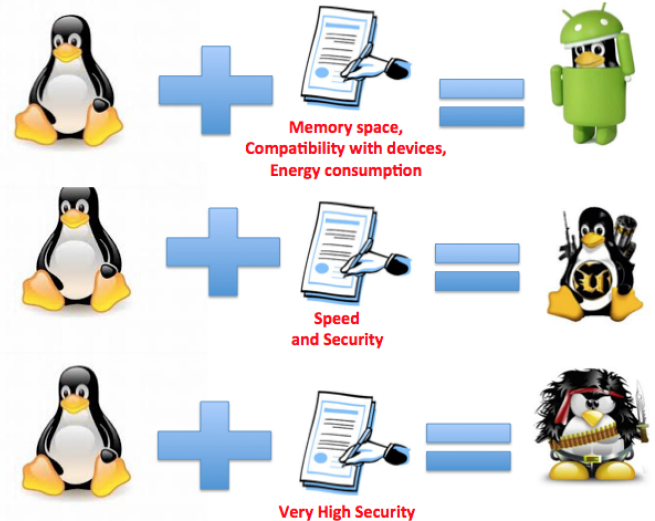 Memory space,
Compatibility with devices,
Energy consumption
Speed
and Security
Very High Security